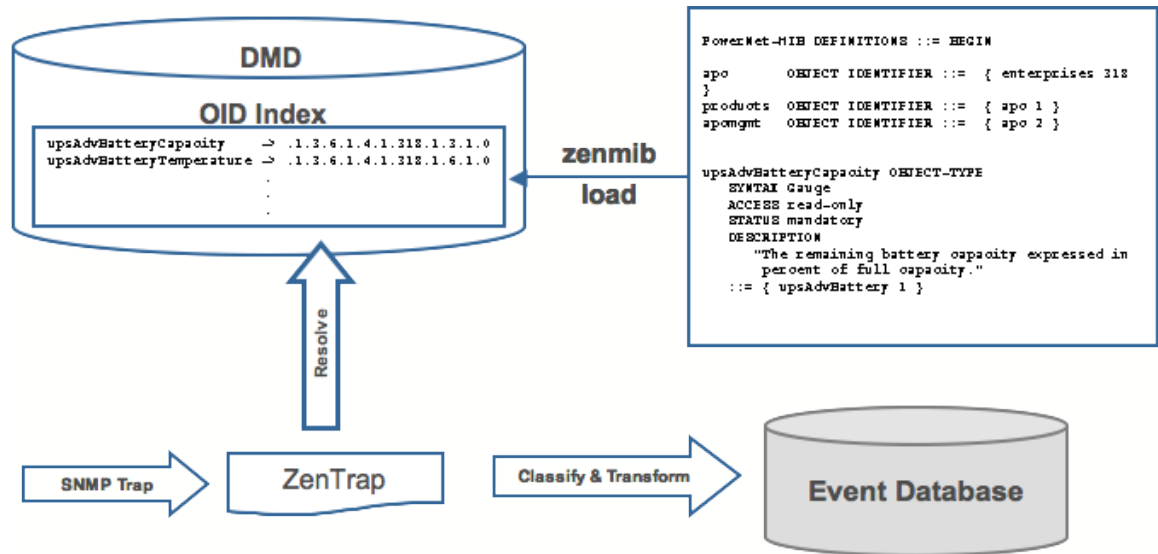 DMD
OID Index
upsAdvBatteryCapacity -> .1.3.6.1.4.1.318.1.3.1.0
upsAdvBatteryTemperature -> .1.3.6.1.4.1.318.1.6.1.0
.
.
.
zenmib
load
PowerNet-MIB DEFINITIONS ::= BEGIN
apc OBJECT IDENTIFIER ::= { enterprises 318
}
products OBJECT IDENTIFIER ::= { apc 1 }
apcmgmt OBJECT IDENTIFIER ::= { apc 2 }
upsAdvBatteryCapacity OBJECT-TYPE
SYNTAX Gauge
ACCESS read-only
STATUS mandatory
DESCRIPTION
"The remaining battery capacity expressed in
percent of full capacity."
::= { upsAdvBattery 1 }
Resolve
SNMP Trap
ZenTrap
Classify & Transform
Event Database